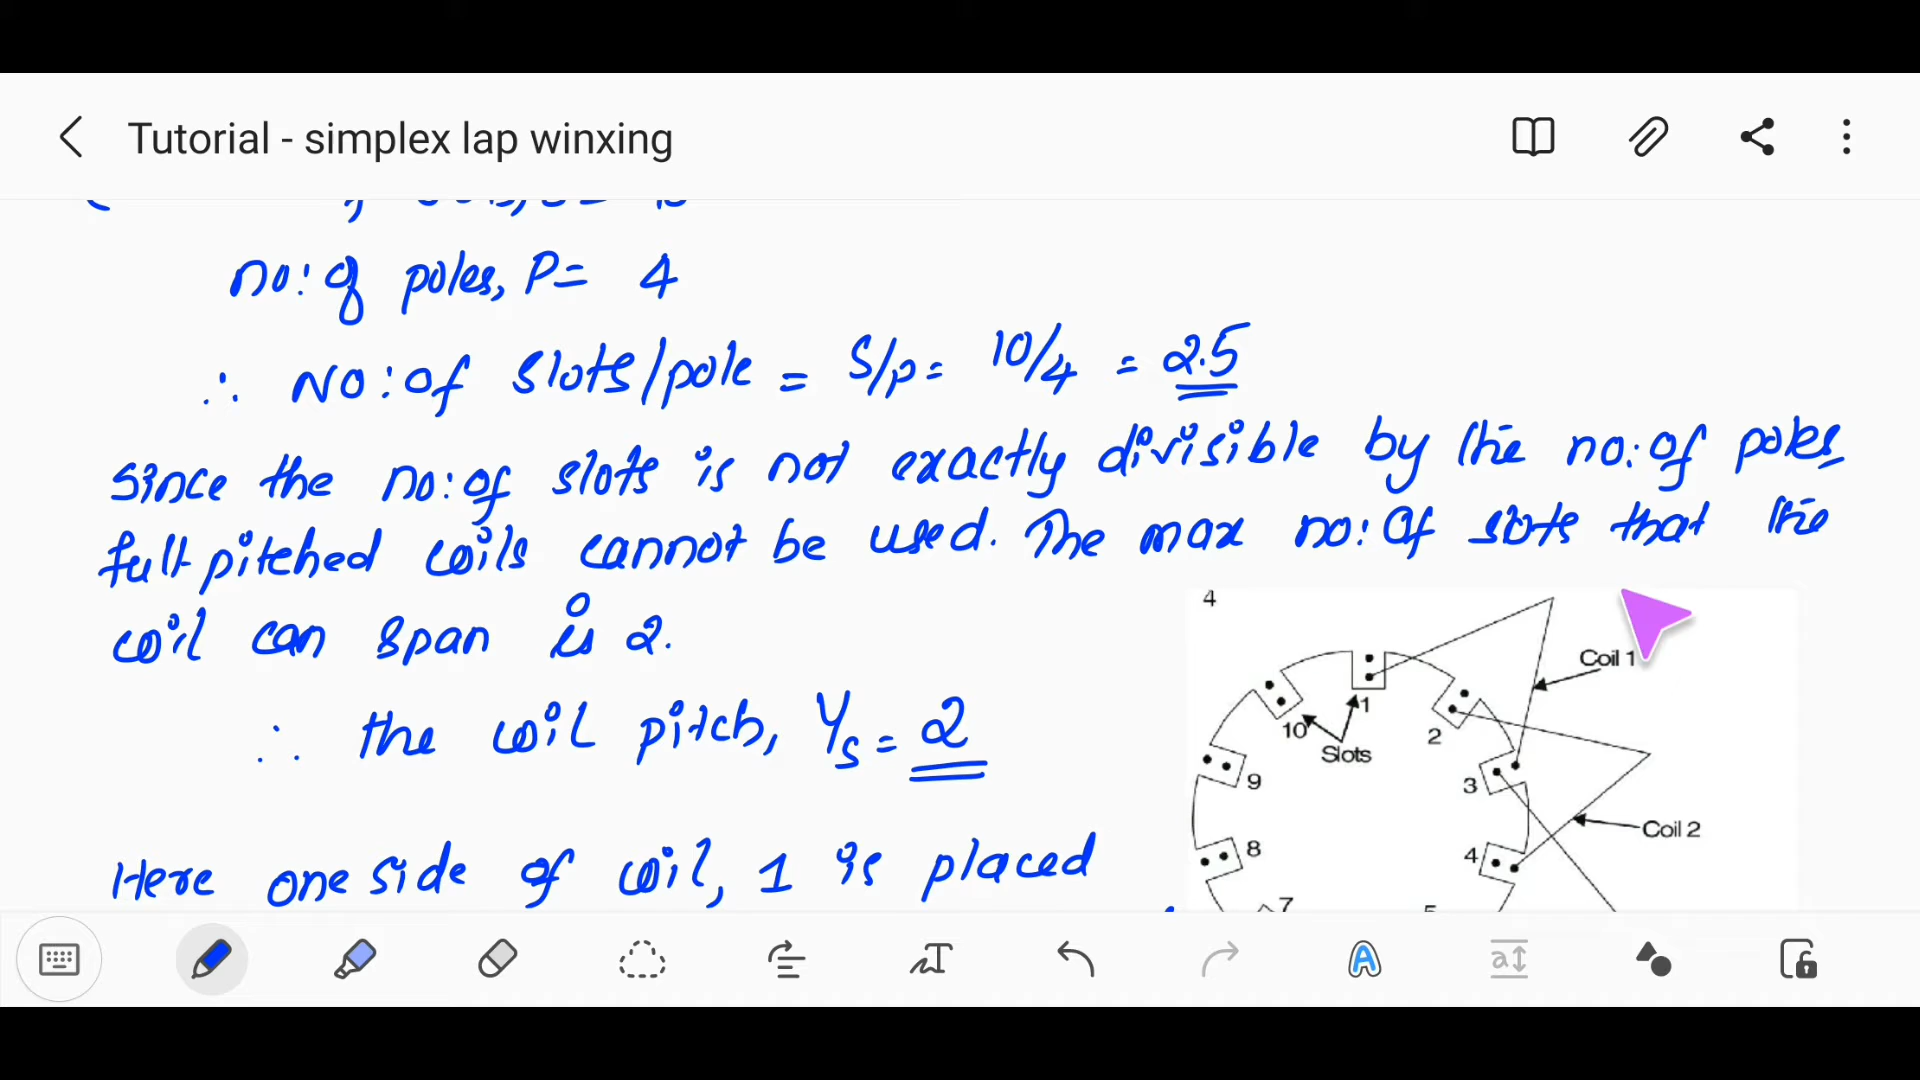 Tutorial - simplex lap winxing
no: of poles, P = 4
∴ No: of slots/pole = S/p = 10/4 = 2.5
Since the no: of slots is not exactly divisible by the no: of poles,
full pitched coils cannot be used. The max no: Of slots that the
coil can span is 2.
∴ the coil pitch, Ys = 2
Here one side of coil, 1 is placed
4
Coil 1
1
10
2
Slots
3
9
Coil 2
8
4
7
5